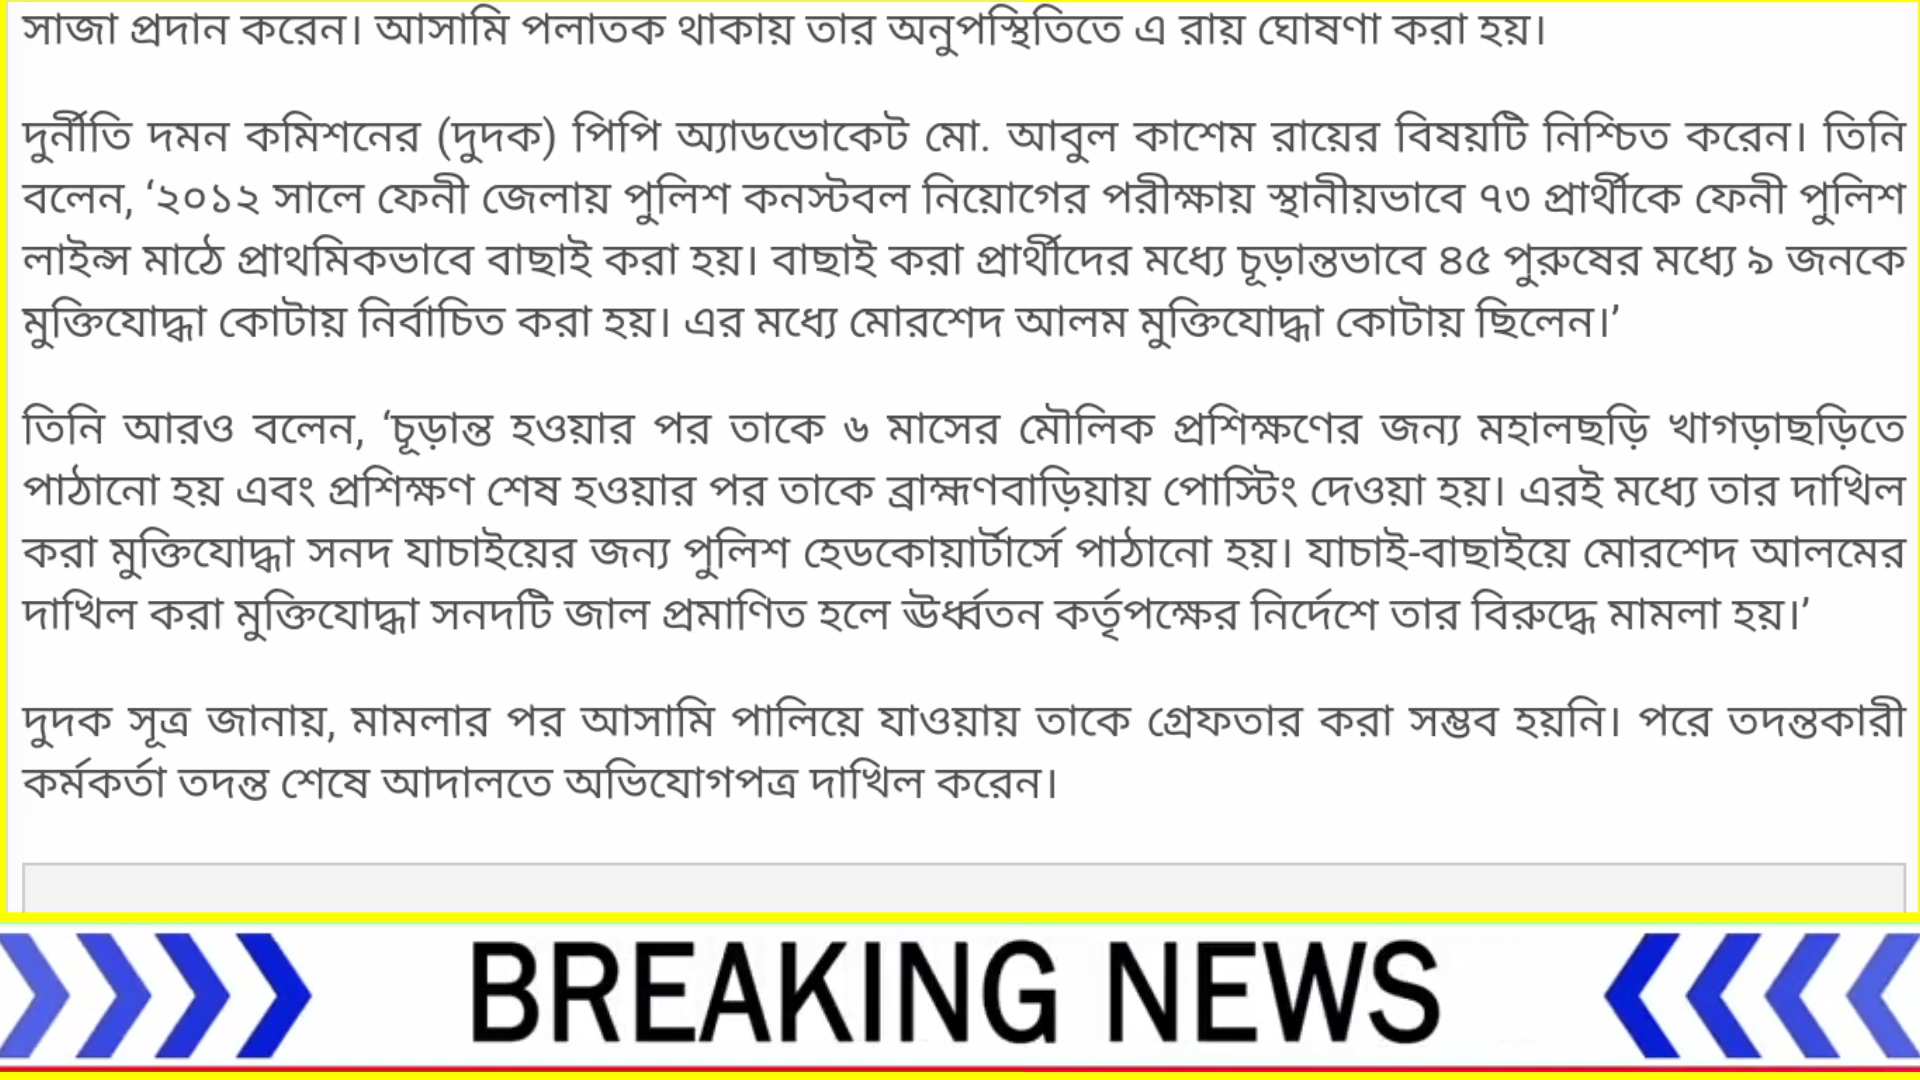 সাজা প্রদান করেন। আসামি পলাতক থাকায় তার অনুপস্থিতিতে এ রায় ঘোষণা করা হয়।
দুর্নীতি দমন কমিশনের (দুদক) পিপি অ্যাডভোকেট মো. আবুল কাশেম রায়ের বিষয়টি নিশ্চিত করেন। তিনি
বলেন, ‘২০১২ সালে ফেনী জেলায় পুলিশ কনস্টবল নিয়োগের পরীক্ষায় স্থানীয়ভাবে ৭৩ প্রার্থীকে ফেনী পুলিশ
লাইন্স মাঠে প্রাথমিকভাবে বাছাই করা হয়। বাছাই করা প্রার্থীদের মধ্যে চূড়ান্তভাবে ৪৫ পুরুষের মধ্যে ৯ জনকে
মুক্তিযোদ্ধা কোটায় নির্বাচিত করা হয়। এর মধ্যে মোরশেদ আলম মুক্তিযোদ্ধা কোটায় ছিলেন।’
তিনি আরও বলেন, ‘চূড়ান্ত হওয়ার পর তাকে ৬ মাসের মৌলিক প্রশিক্ষণের জন্য মহালছড়ি খাগড়াছড়িতে
পাঠানো হয় এবং প্রশিক্ষণ শেষ হওয়ার পর তাকে ব্রাহ্মণবাড়িয়ায় পোস্টিং দেওয়া হয়। এরই মধ্যে তার দাখিল
করা মুক্তিযোদ্ধা সনদ যাচাইয়ের জন্য পুলিশ হেডকোয়ার্টার্সে পাঠানো হয়। যাচাই-বাছাইয়ে মোরশেদ আলমের
দাখিল করা মুক্তিযোদ্ধা সনদটি জাল প্রমাণিত হলে ঊর্ধ্বতন কর্তৃপক্ষের নির্দেশে তার বিরুদ্ধে মামলা হয়।’
দুদক সূত্র জানায়, মামলার পর আসামি পালিয়ে যাওয়ায় তাকে গ্রেফতার করা সম্ভব হয়নি। পরে তদন্তকারী
কর্মকর্তা তদন্ত শেষে আদালতে অভিযোগপত্র দাখিল করেন।
BREAKING NEWS